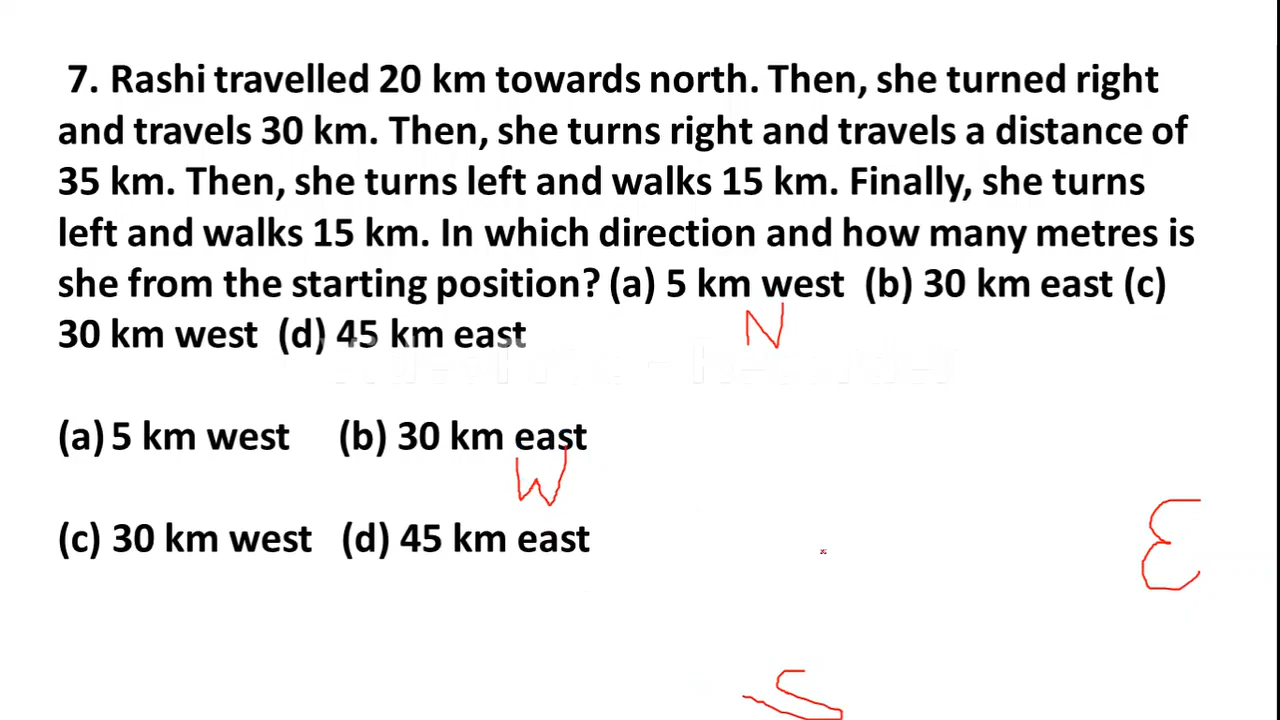 7. Rashi travelled 20 km towards north. Then, she turned right
and travels 30 km. Then, she turns right and travels a distance of
35 km. Then, she turns left and walks 15 km. Finally, she turns
left and walks 15 km. In which direction and how many metres is
she from the starting position? (a) 5 km west (b) 30 km east (c)
30 km west (d) 45 km east
N
(a) 5 km west (b) 30 km east
W
(c) 30 km west (d) 45 km east
E
S